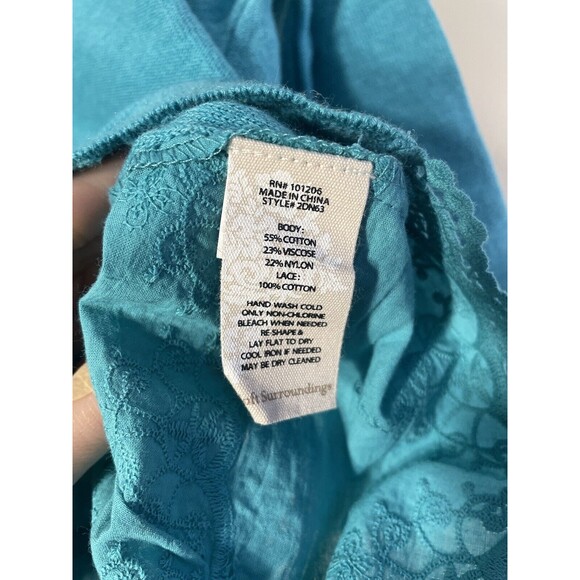 RN# 101206
MADE IN CHINA
STYLE# 2DN63
BODY:
55% COTTON
23% VISCOSE
22% NYLON
LACE:
100% COTTON
HAND WASH COLD
ONLY NON-CHLORINE
BLEACH WHEN NEEDED
RE-SHAPE &
LAY FLAT TO DRY
COOL IRON IF NEEDED
MAY BE DRY CLEANED
oft Surroundings